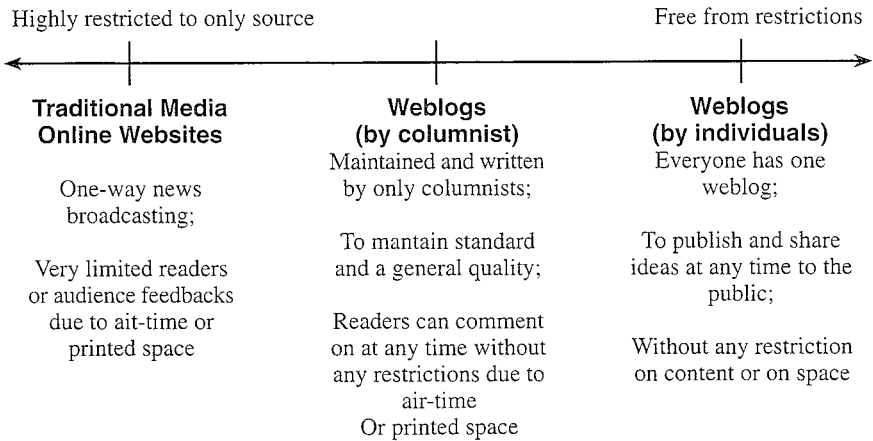 Highly restricted to only source
Free from restrictions
Traditional Media
Online Websites
One-way news
broadcasting;
Very limited readers
or audience feedbacks
due to ait-time or
printed space
Weblogs
(by columnist)
Maintained and written
by only columnists;
To mantain standard
and a general quality;
Readers can comment
on at any time without
any restrictions due to
air-time
Or printed space
Weblogs
(by individuals)
Everyone has one
weblog;
To publish and share
ideas at any time to the
public;
Without any restriction
on content or on space